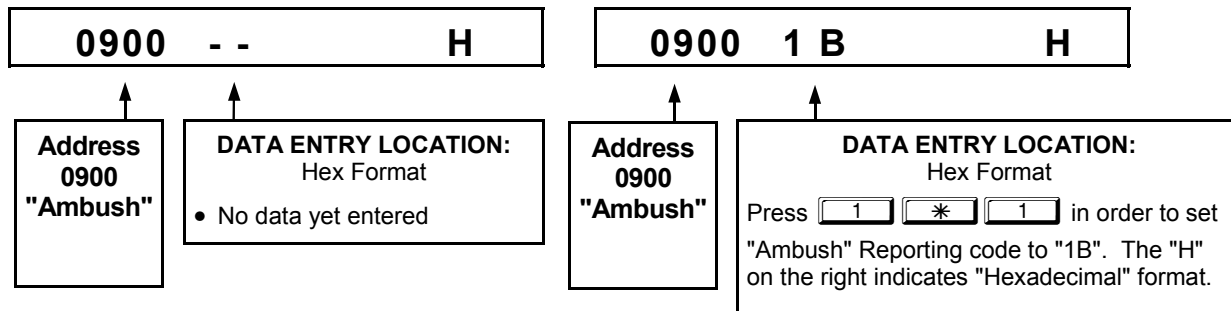 0900 - - H
0900 1 B H
Address
0900
"Ambush"
DATA ENTRY LOCATION:
Hex Format
• No data yet entered
Address
0900
"Ambush"
DATA ENTRY LOCATION:
Hex Format
Press 1 * 1 in order to set
"Ambush" Reporting code to "1B". The "H"
on the right indicates "Hexadecimal" format.